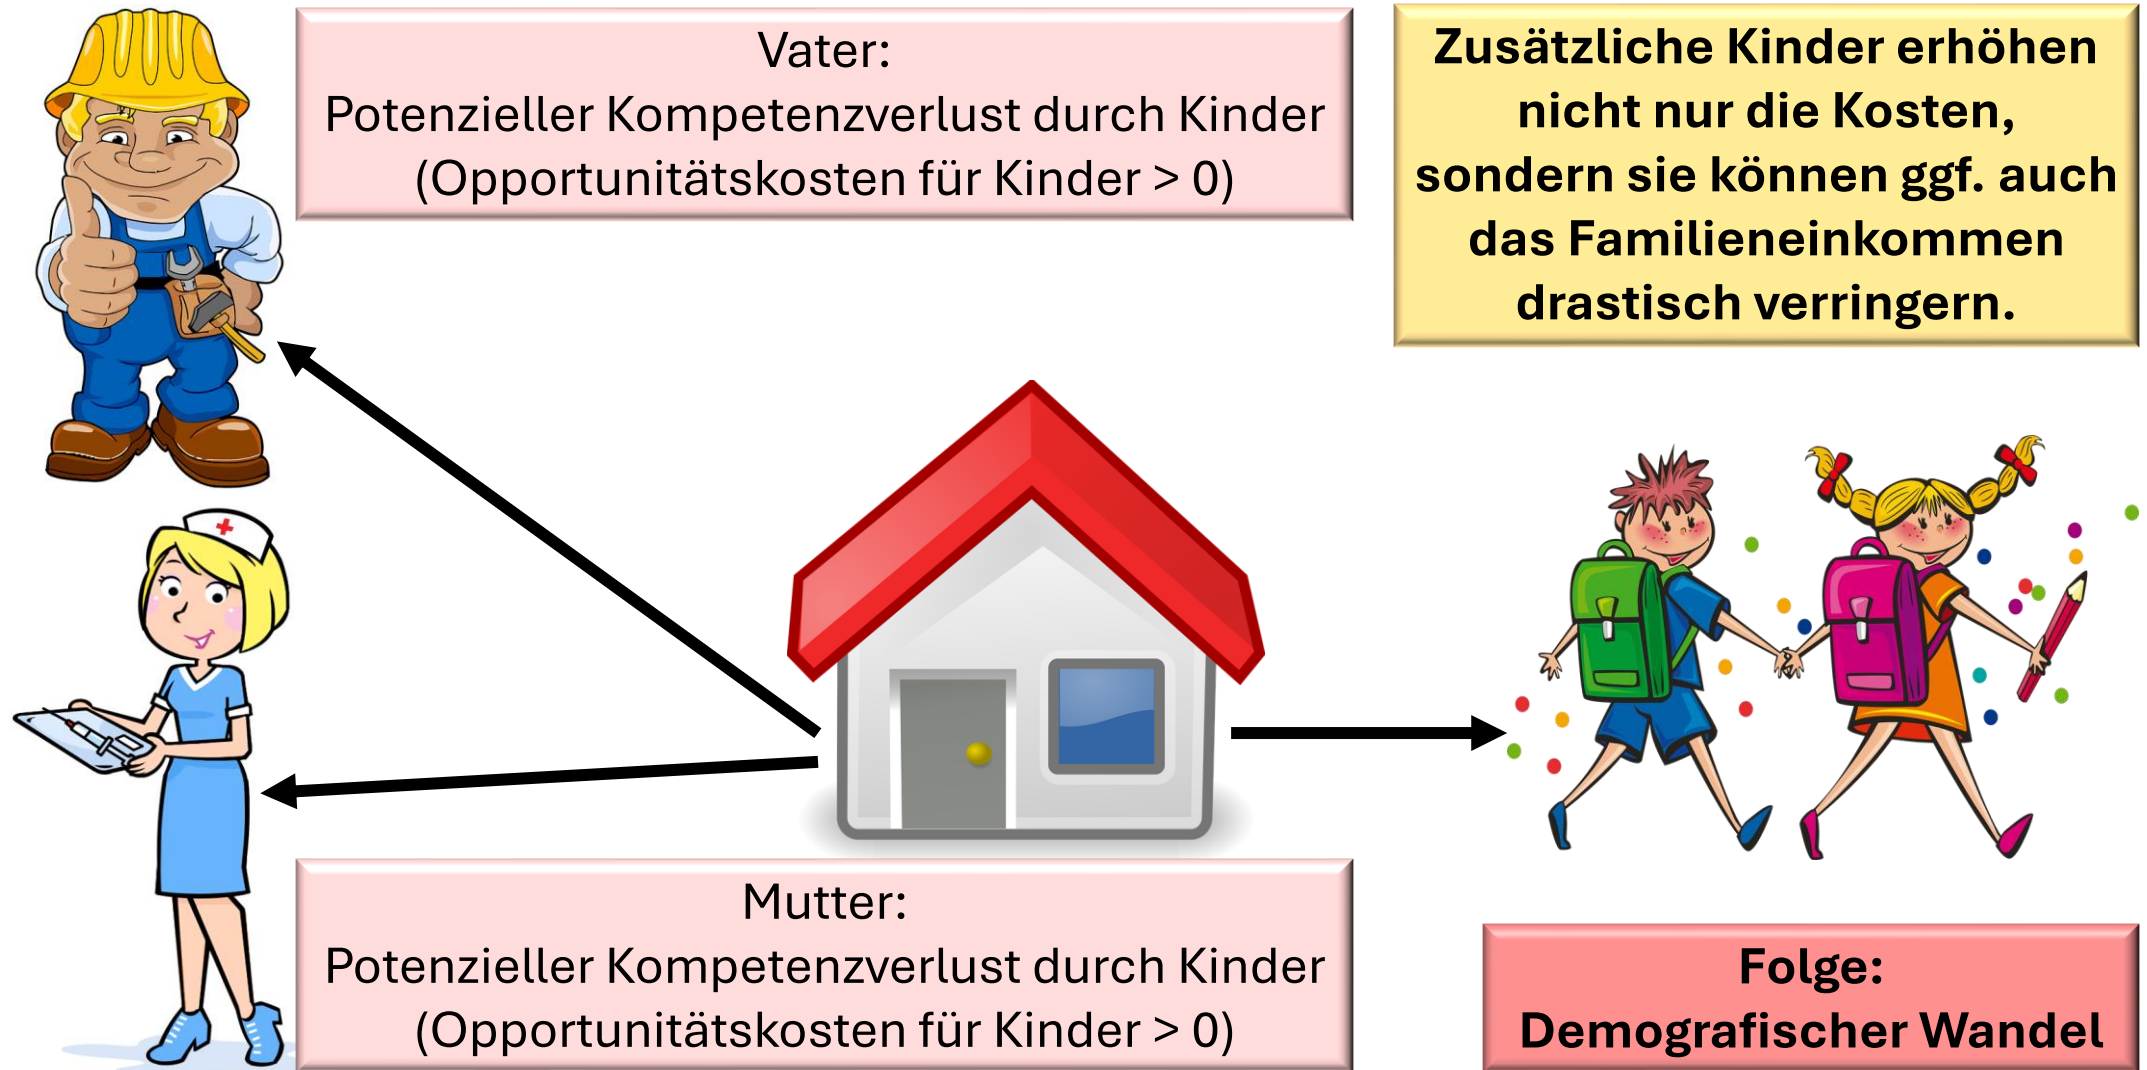 Vater:
Potenzieller Kompetenzverlust durch Kinder
(Opportunitätskosten für Kinder > 0)
Zusätzliche Kinder erhöhen
nicht nur die Kosten,
sondern sie können ggf. auch
das Familieneinkommen
drastisch verringern.
Mutter:
Potenzieller Kompetenzverlust durch Kinder
(Opportunitätskosten für Kinder > 0)
Folge:
Demografischer Wandel